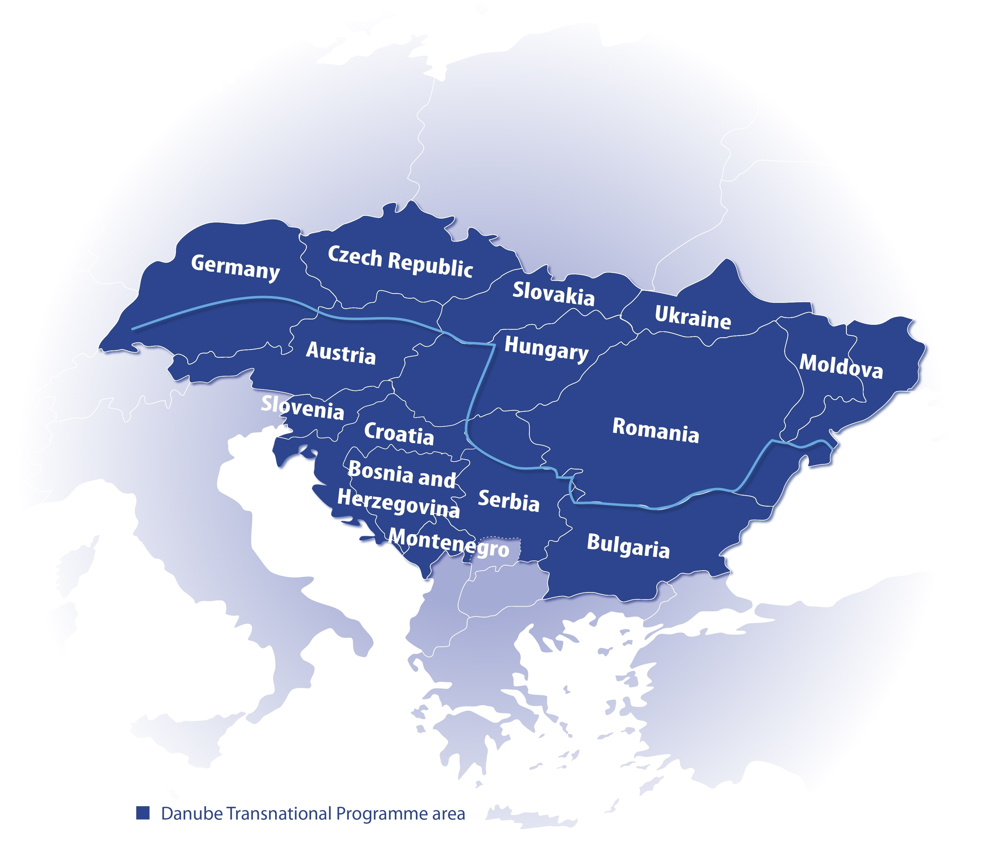 Germany
Czech Republic
Slovakia
Ukraine
Austria
Hungary
Moldova
Slovenia
Croatia
Romania
Bosnia and
Herzegovina
Serbia
Montenegro
Bulgaria
Danube Transnational Programme area